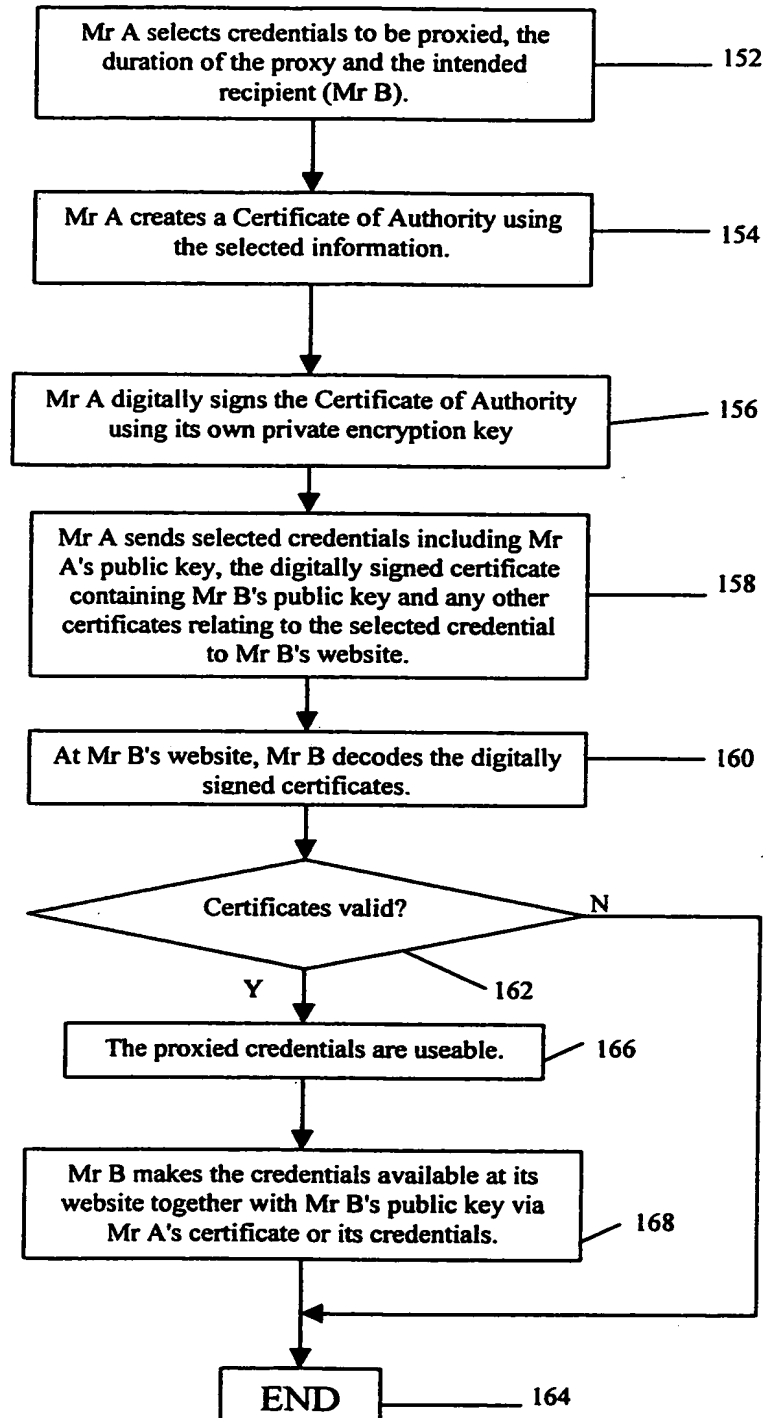 Mr A selects credentials to be proxied, the
duration of the proxy and the intended
recipient (Mr B).
152
Mr A creates a Certificate of Authority using
the selected information.
154
Mr A digitally signs the Certificate of Authority
using its own private encryption key
156
Mr A sends selected credentials including Mr
A's public key, the digitally signed certificate
containing Mr B's public key and any other
certificates relating to the selected credential
to Mr B's website.
158
At Mr B's website, Mr B decodes the digitally
signed certificates.
160
Certificates valid?
N
Y
162
The proxied credentials are useable.
166
Mr B makes the credentials available at its
website together with Mr B's public key via
Mr A's certificate or its credentials.
168
END
164